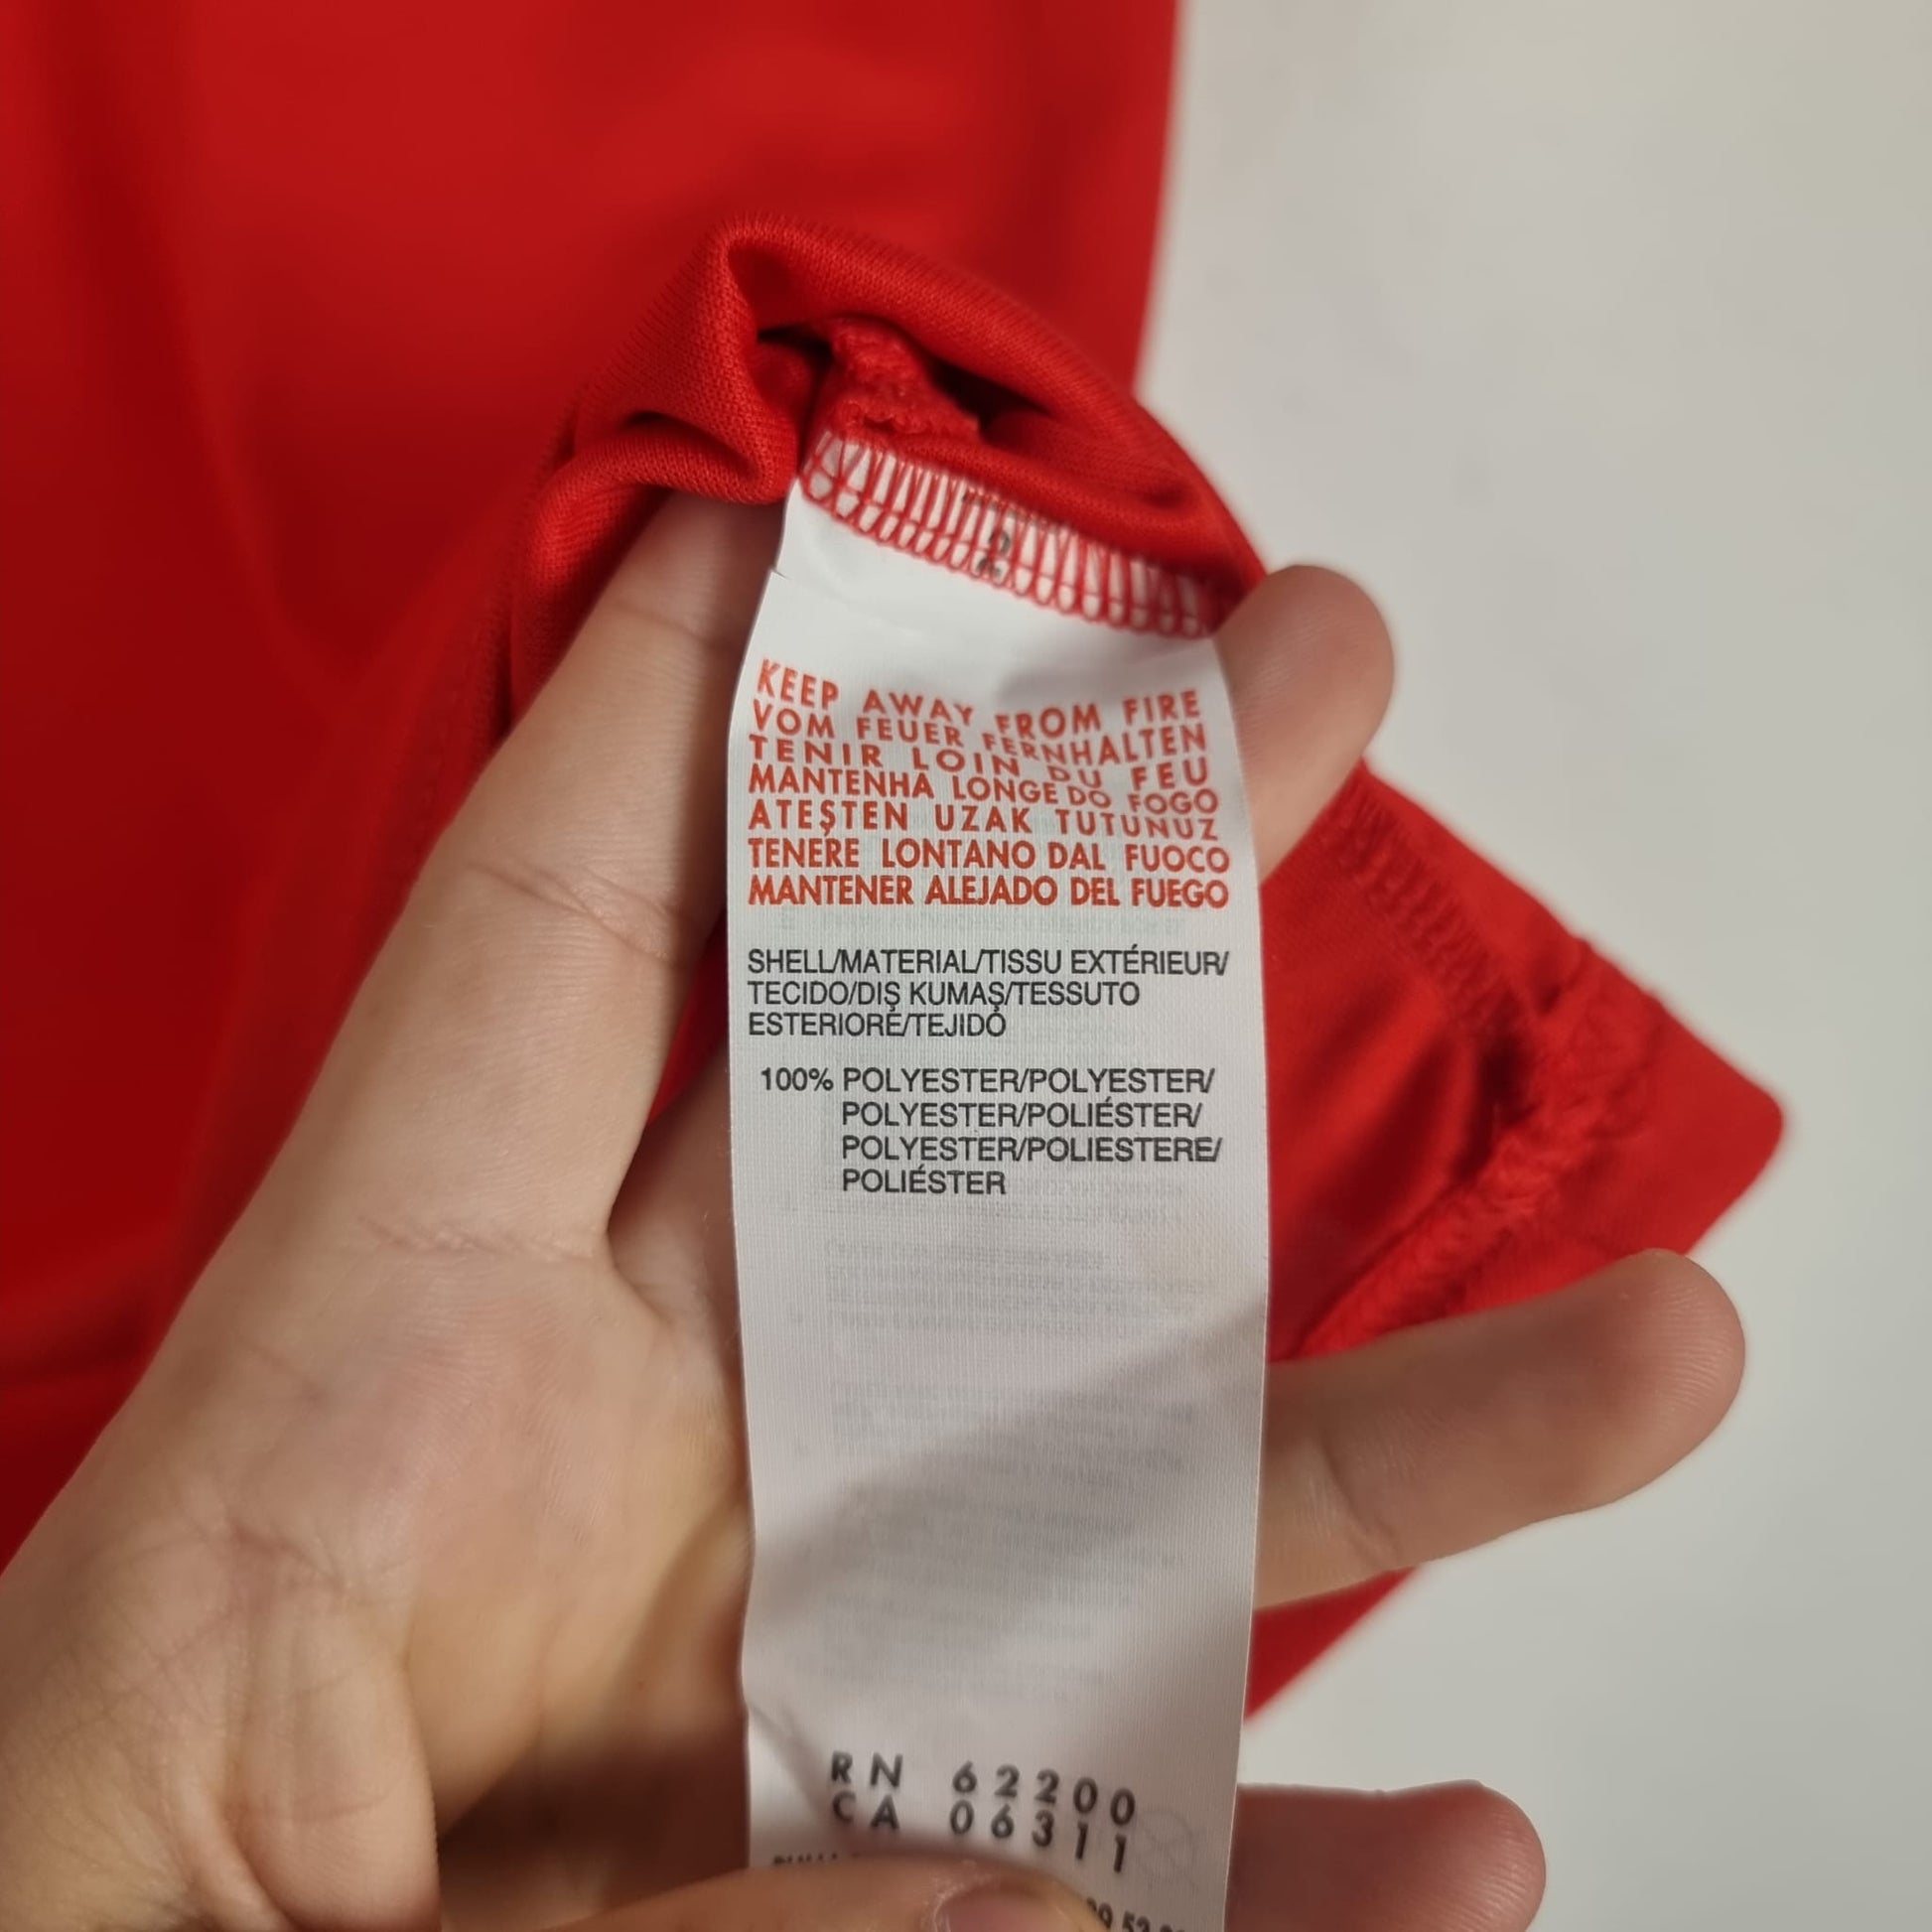 KEEP AWAY FROM FIRE
VOM FEUER FERNHALTEN
TENIR LOIN DU FEU
MANTENHA LONGE DO FOGO
ATEŞTEN UZAK TUTUNUZ
TENERE LONTANO DAL FUOCO
MANTENER ALEJADO DEL FUEGO
SHELL/MATERIAL/TISSU EXTÉRIEUR/
TECIDO/DIŞ KUMAŞ/TESSUTO
ESTERIORE/TEJIDO
100% POLYESTER/POLYESTER/
POLYESTER/POLIÉSTER/
POLYESTER/POLIESTERE/
POLIÉSTER
RN 62200
CA 06311